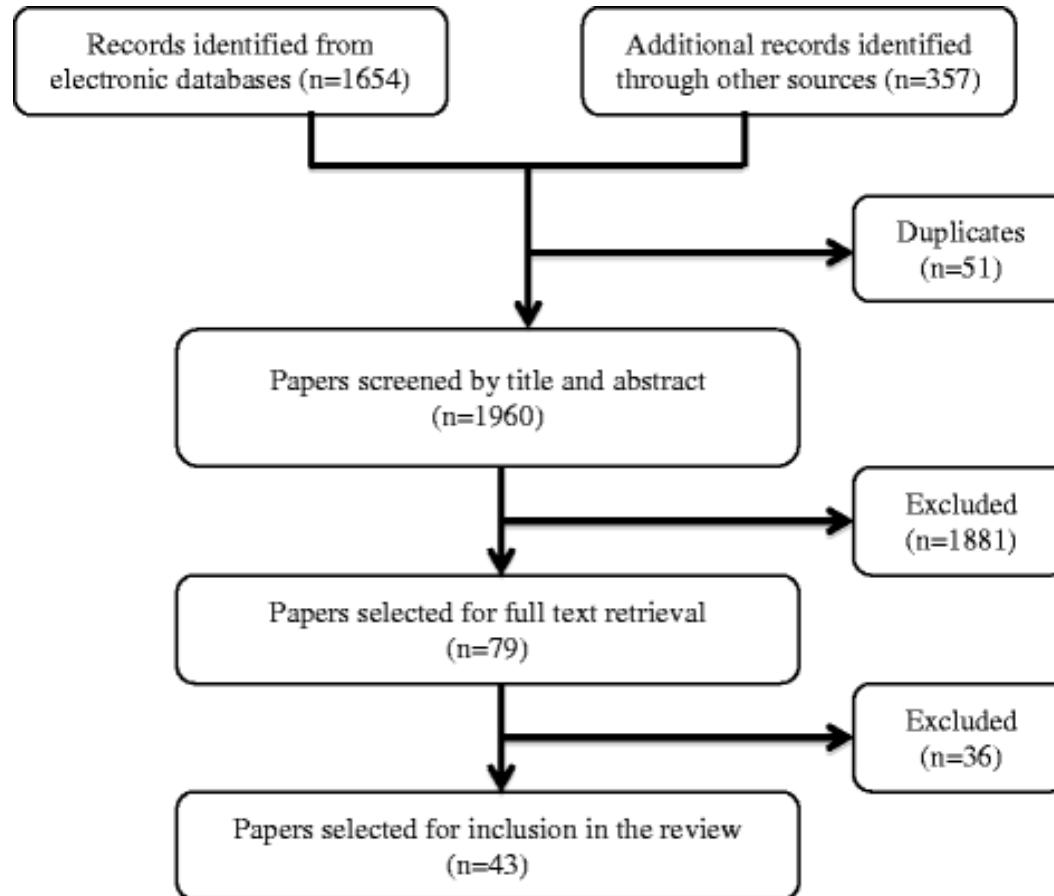 Records identified from
electronic databases (n=1654)
Additional records identified
through other sources (n=357)
Duplicates
(n=51)
Papers screened by title and abstract
(n=1960)
Excluded
(n=1881)
Papers selected for full text retrieval
(n=79)
Excluded
(n=36)
Papers selected for inclusion in the review
(n=43)